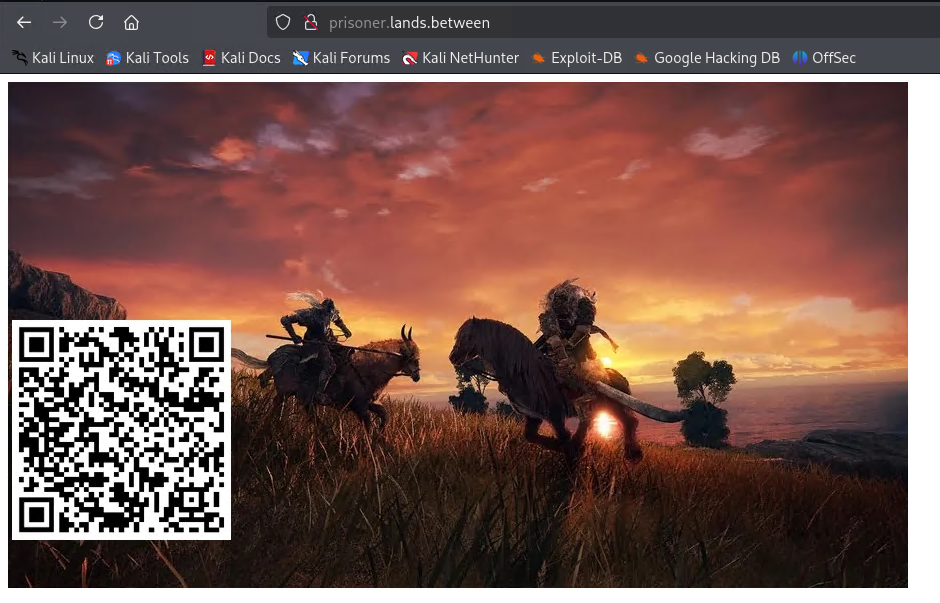 prisoner.lands.between
Kali Linux Kali Tools Kali Docs Kali Forums Kali NetHunter Exploit-DB Google Hacking DB OffSec